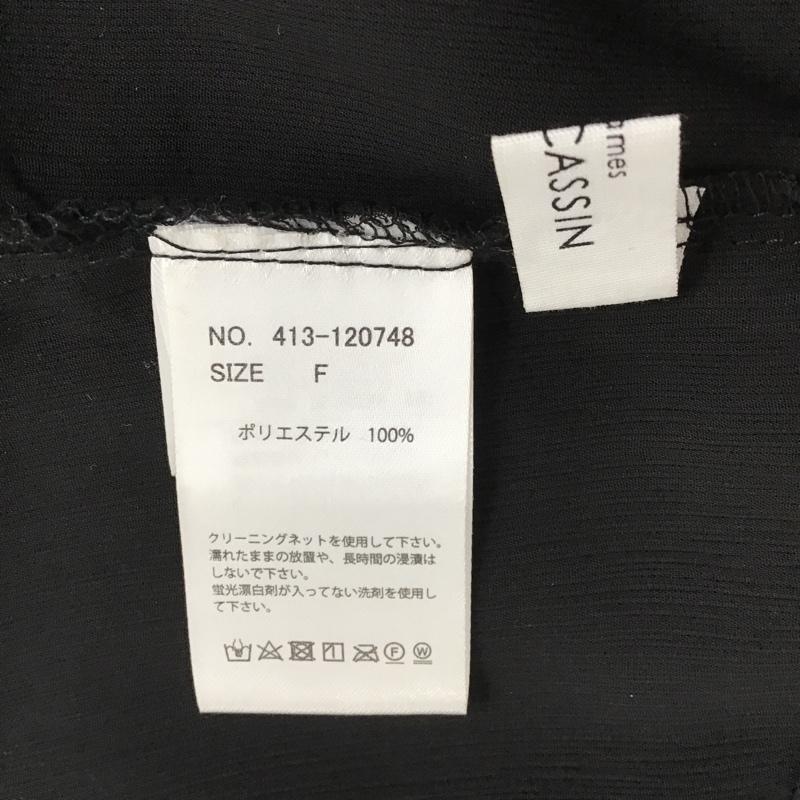 NO. 413-120748
SIZE F
ポリエステル 100%
クリーニングネットを使用して下さい。
濡れたままの放置や、長時間の浸漬は
しないで下さい。
蛍光漂白剤が入ってない洗剤を使用し
て下さい。
F W
CASSIN